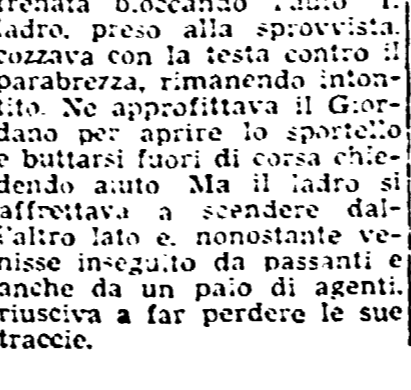 frenata bloccando l'auto I.
ladro, preso alla sprovvista.
cozzava con la testa contro il
parabrezza, rimanendo inton-
tito. Ne approfittava il Gior-
dano per aprire lo sportello
e buttarsi fuori di corsa chie-
dendo aiuto Ma il ladro si
affrettava a scendere dal-
l'altro lato e, nonostante ve-
nisse inseguito da passanti e
anche da un paio di agenti,
riusciva a far perdere le sue
traccie.